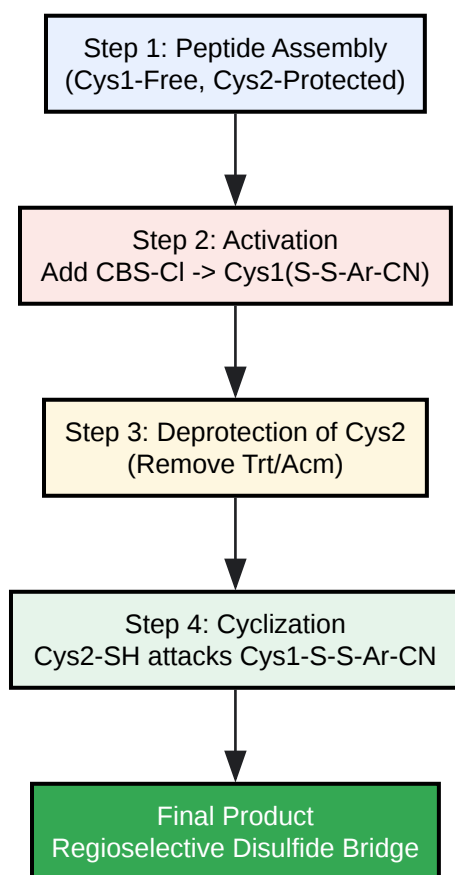 Step 1: Peptide Assembly
(Cys1-Free, Cys2-Protected)
Step 2: Activation
Add CBS-Cl -> Cys1(S-S-Ar-CN)
Step 3: Deprotection of Cys2
(Remove Trt/Acm)
Step 4: Cyclization
Cys2-SH attacks Cys1-S-S-Ar-CN
Final Product
Regioselective Disulfide Bridge